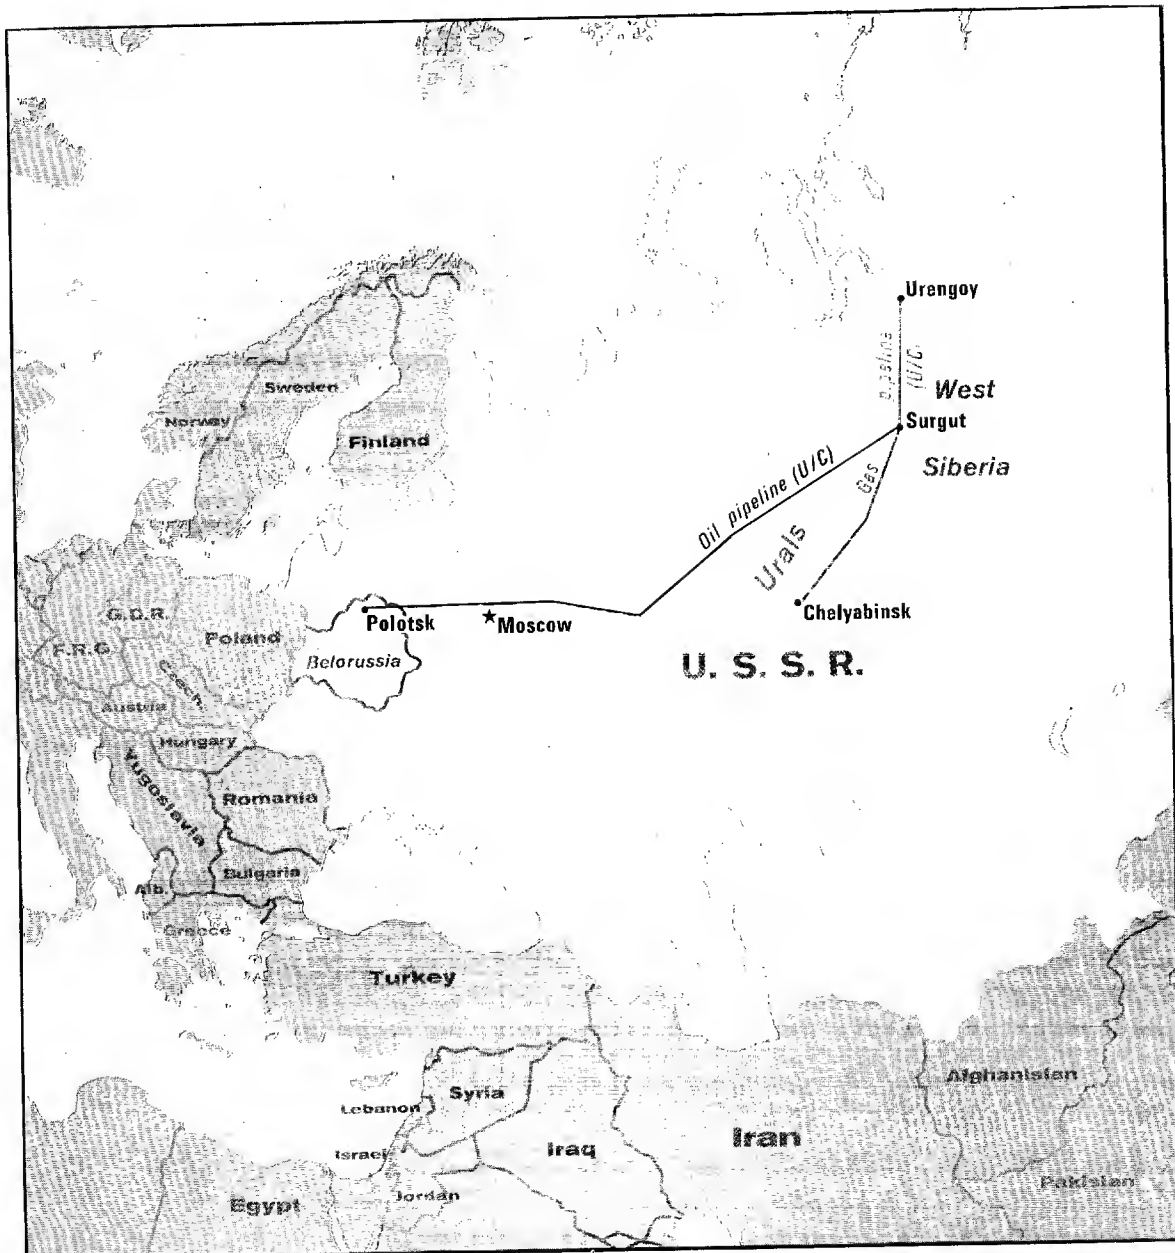 Urengoy
pipeline
(U/C)
West
Sweden
Norway
Surgut
Finland
Siberia
Oil pipeline (U/C)
Gas
Urals
G.D.R.
Polotsk
Moscow
Chelyabinsk
Poland
F.R.G.
Belorussia
U. S. S. R.
Czech.
Austria
Hungary
Yugoslavia
Romania
Bulgaria
Alb.
Greece
Turkey
Afghanistan
Syria
Lebanon
Iran
Iraq
Israel
Pakistan
Jordan
Egypt